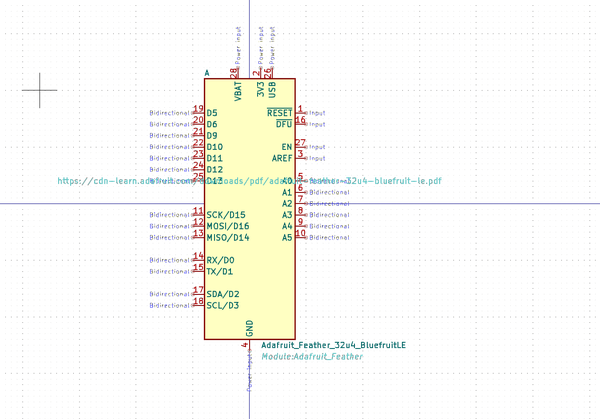 Power input
Power input
Power input
A
28
2
26
VBAT
3V3
USB
Bidirectional 19 D5 RESET 1 Input
Bidirectional 20 D6 DFU 16 Input
Bidirectional 21 D9
Bidirectional 22 D10 EN 27 Input
Bidirectional 23 D11 AREF 3 Input
Bidirectional 24 D12
25 D13 A0 5
https://cdn-learn.adafruit.com/downloads/pdf/adafruit-feather-32u4-bluefruit-le.pdf
A1 6 Bidirectional
A2 7 Bidirectional
Bidirectional 11 SCK/D15 A3 8 Bidirectional
Bidirectional 12 MOSI/D16 A4 9 Bidirectional
Bidirectional 13 MISO/D14 A5 10 Bidirectional
Bidirectional 14 RX/D0
Bidirectional 15 TX/D1
Bidirectional 17 SDA/D2
Bidirectional 18 SCL/D3
GND
4
Power input
Adafruit_Feather_32u4_BluefruitLE
Module:Adafruit_Feather